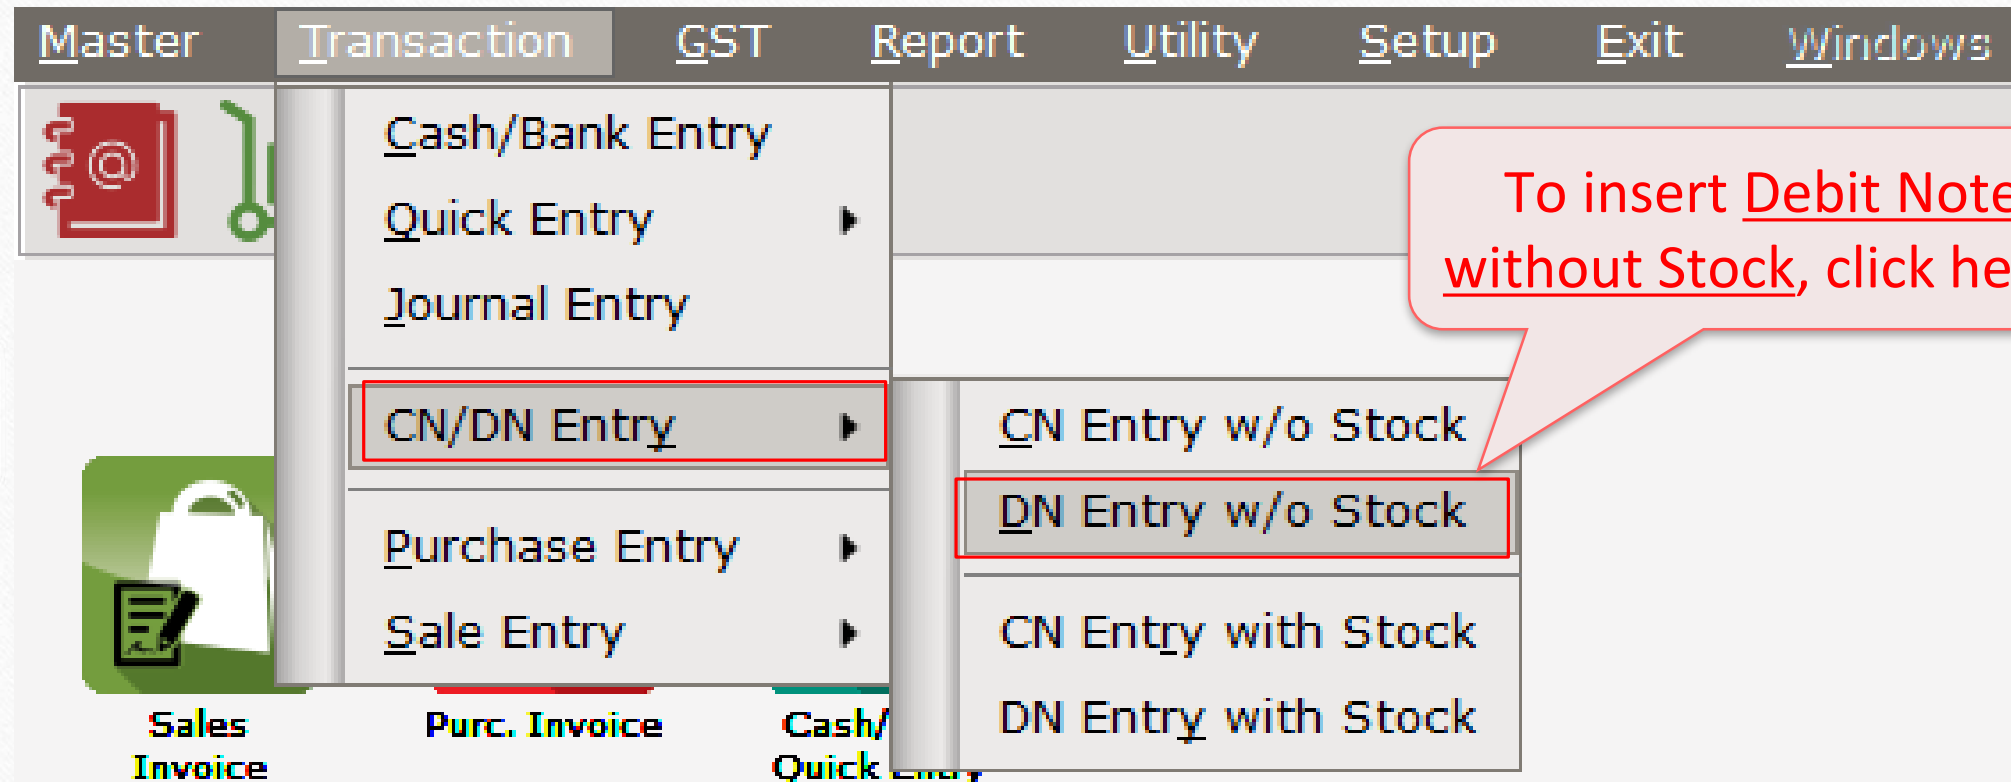 Master Transaction GST Report Utility Setup Exit Windows
Cash/Bank Entry
Quick Entry
Journal Entry
CN/DN Entry
Purchase Entry
Sale Entry
To insert Debit Note
without Stock, click he
CN Entry w/o Stock
DN Entry w/o Stock
CN Entry with Stock
DN Entry with Stock
Sales
Invoice
Purc. Invoice
Cash/
Quick Entry